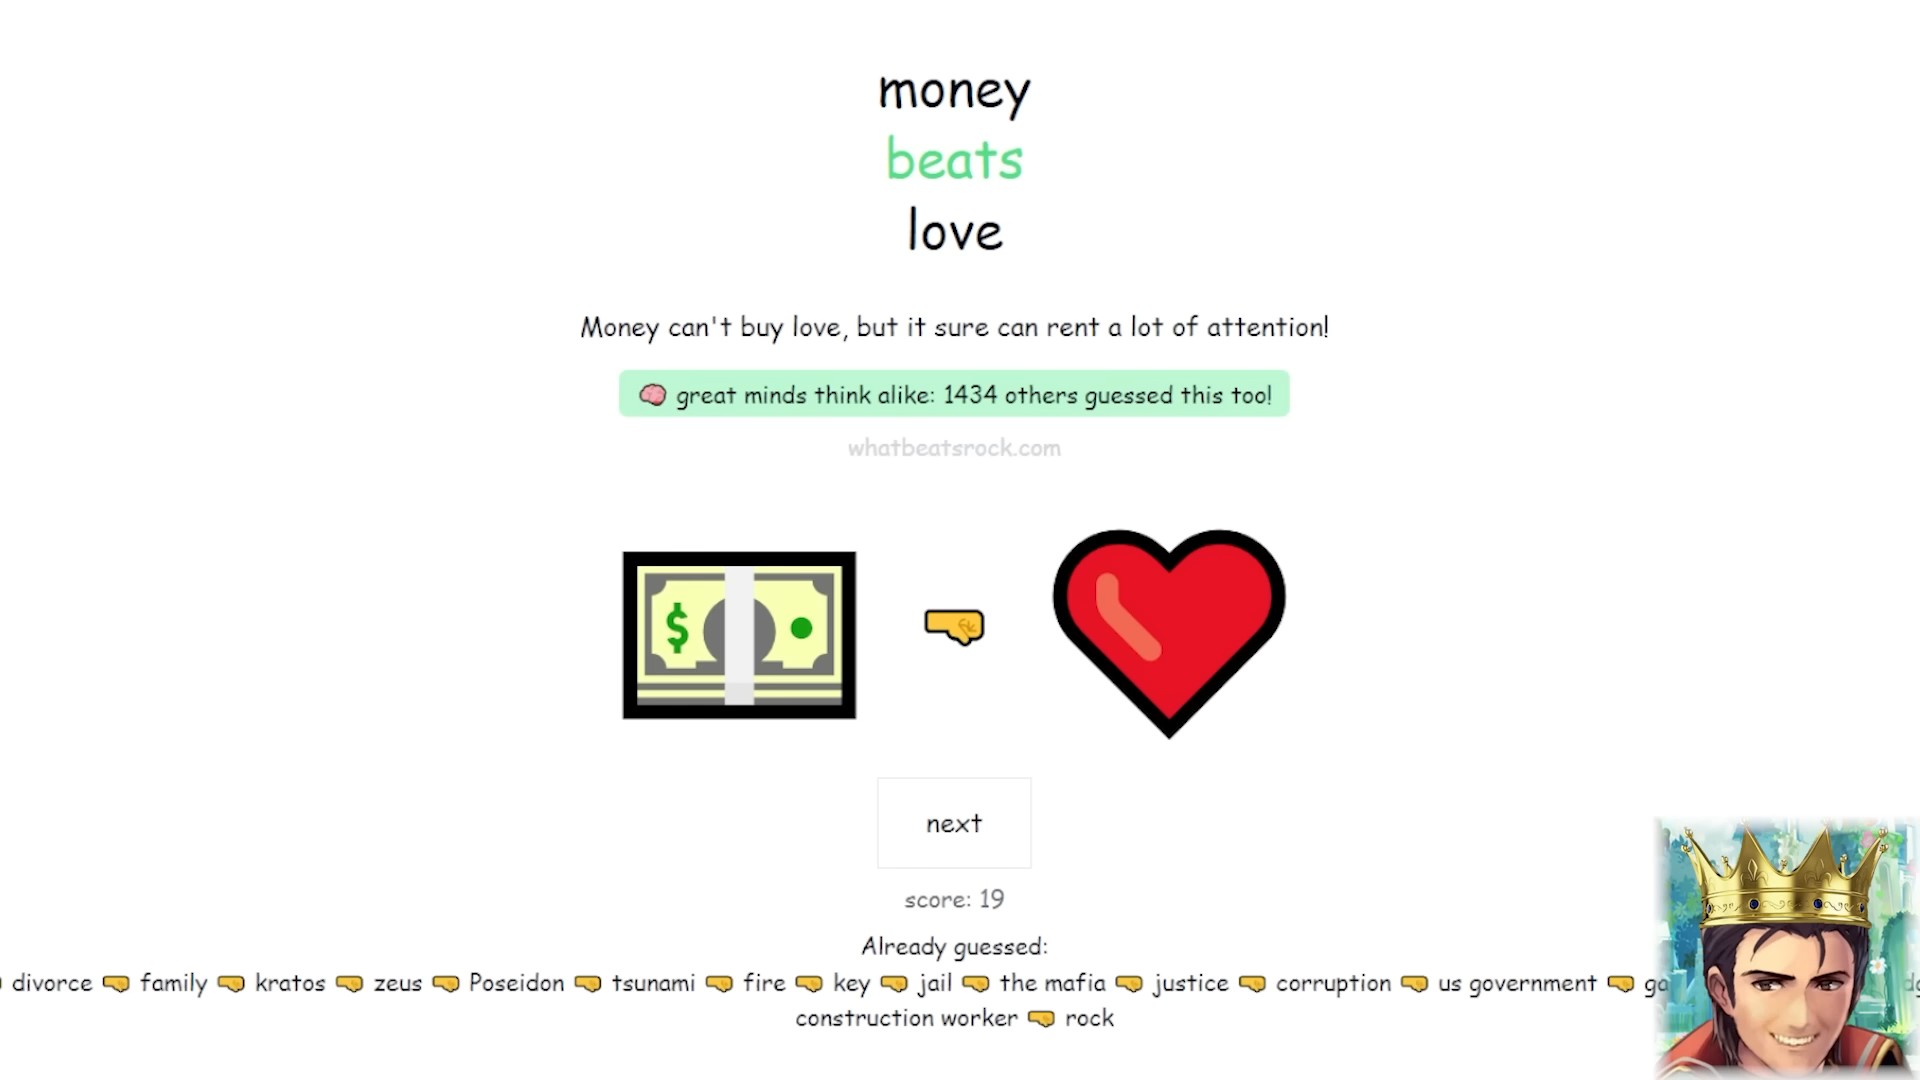 money
beats
love
Money can't buy love, but it sure can rent a lot of attention!
great minds think alike: 1434 others guessed this too!
whatbeatsrock.com
$
next
score: 19
Already guessed:
divorce family kratos zeus Poseidon tsunami fire key jail the mafia justice corruption us government
construction worker rock